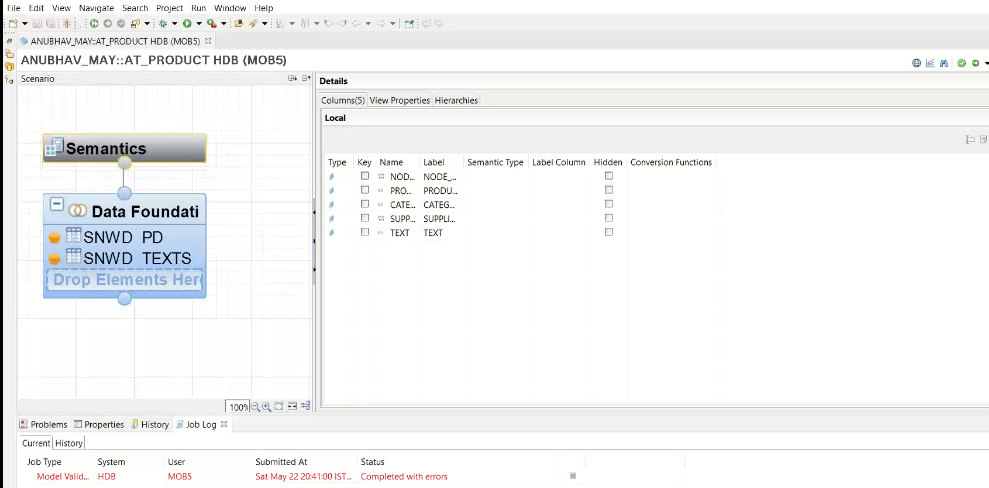 File Edit View Navigate Search Project Run Window Help
ANUBHAV_MAY::AT_PRODUCT HDB (MOB5)
ANUBHAV_MAY::AT_PRODUCT HDB (MOB5)
Scenario
Details
Columns(5) View Properties Hierarchies
Local
Type Key Name Label Semantic Type Label Column Hidden Conversion Functions
NOD... NODE_...
PRO... PRODU...
CATE... CATEG...
SUPP... SUPPLI...
TEXT TEXT
Semantics
Data Foundati
SNWD_PD
SNWD_TEXTS
Drop Elements Her
100%
Problems Properties History Job Log
Current History
Job Type System User Submitted At Status
Model Valid... HDB MOB5 Sat May 22 20:41:00 IST... Completed with errors